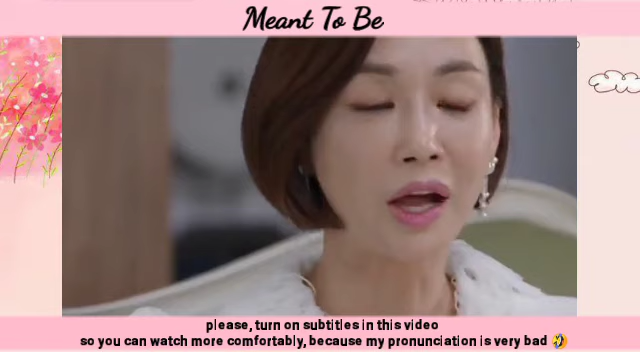 Meant To Be
please, turn on subtitles in this video
so you can watch more comfortably, because my pronunciation is very bad 🤣